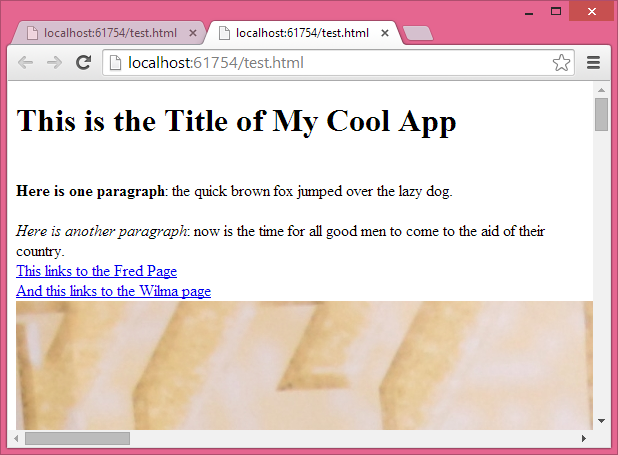 localhost:61754/test.html
localhost:61754/test.html
localhost:61754/test.html
This is the Title of My Cool App
Here is one paragraph: the quick brown fox jumped over the lazy dog.
Here is another paragraph: now is the time for all good men to come to the aid of their
country.
This links to the Fred Page
And this links to the Wilma page